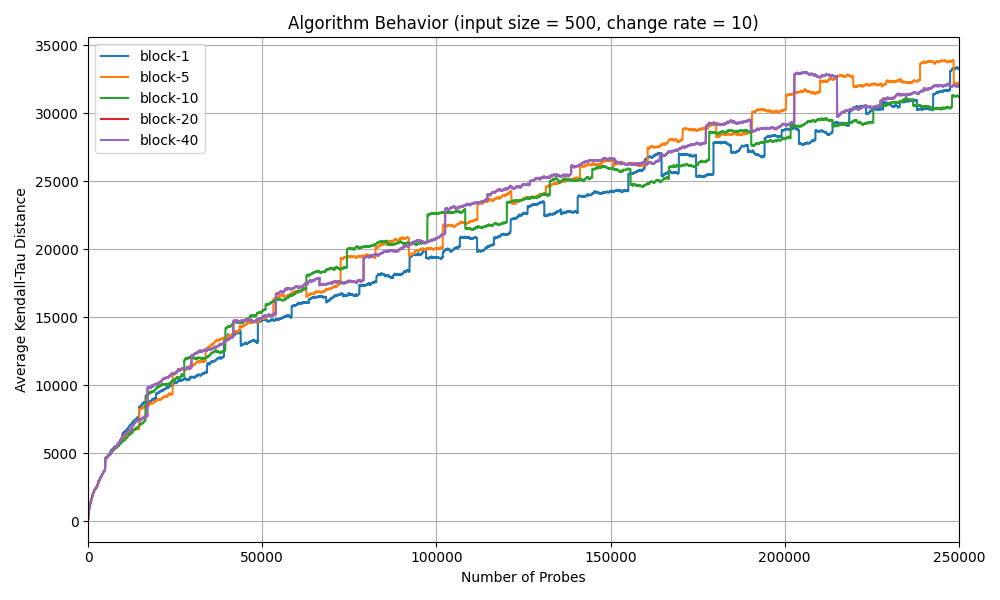 Algorithm Behavior (input size = 500, change rate = 10)
block-1
block-5
block-10
block-20
block-40
35000
30000
25000
20000
15000
10000
5000
0
Average Kendall-Tau Distance
0 50000 100000 150000 200000 250000
Number of Probes